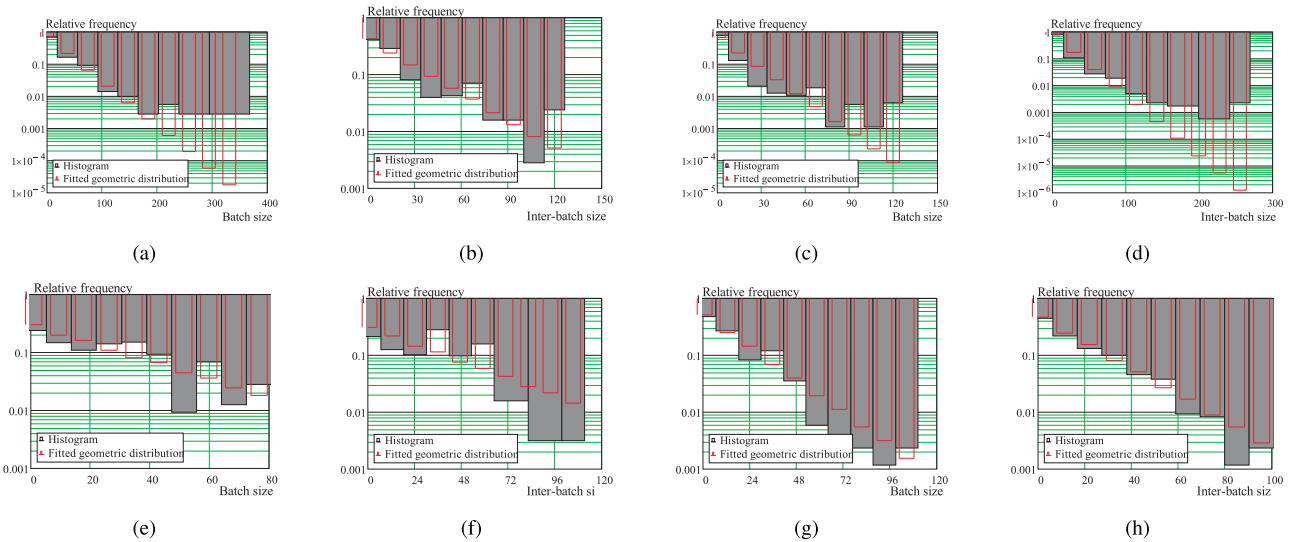 Relative frequency
1
0.1
0.01
0.001
1×10⁻⁴
1×10⁻⁵
Histogram
Fitted geometric distribution
0 100 200 300 400
Batch size
(a)
Relative frequency
1
0.1
0.01
0.001
Histogram
Fitted geometric distribution
0 30 60 90 120 150
Inter-batch size
(b)
Relative frequency
1
0.1
0.01
0.001
1×10⁻⁴
1×10⁻⁵
Histogram
Fitted geometric distribution
0 30 60 90 120 150
Batch size
(c)
Relative frequency
1
0.1
0.01
0.001
1×10⁻⁴
1×10⁻⁵
1×10⁻⁶
Histogram
Fitted geometric distribution
0 100 200 300
Inter-batch size
(d)
Relative frequency
1
0.1
0.01
0.001
Histogram
Fitted geometric distribution
0 20 40 60 80
Batch size
(e)
Relative frequency
1
0.1
0.01
0.001
Histogram
Fitted geometric distribution
0 24 48 72 96 120
Inter-batch si
(f)
Relative frequency
1
0.1
0.01
0.001
Histogram
Fitted geometric distribution
0 24 48 72 96 120
Batch size
(g)
Relative frequency
1
0.1
0.01
0.001
Histogram
Fitted geometric distribution
0 20 40 60 80 100
Inter-batch siz
(h)